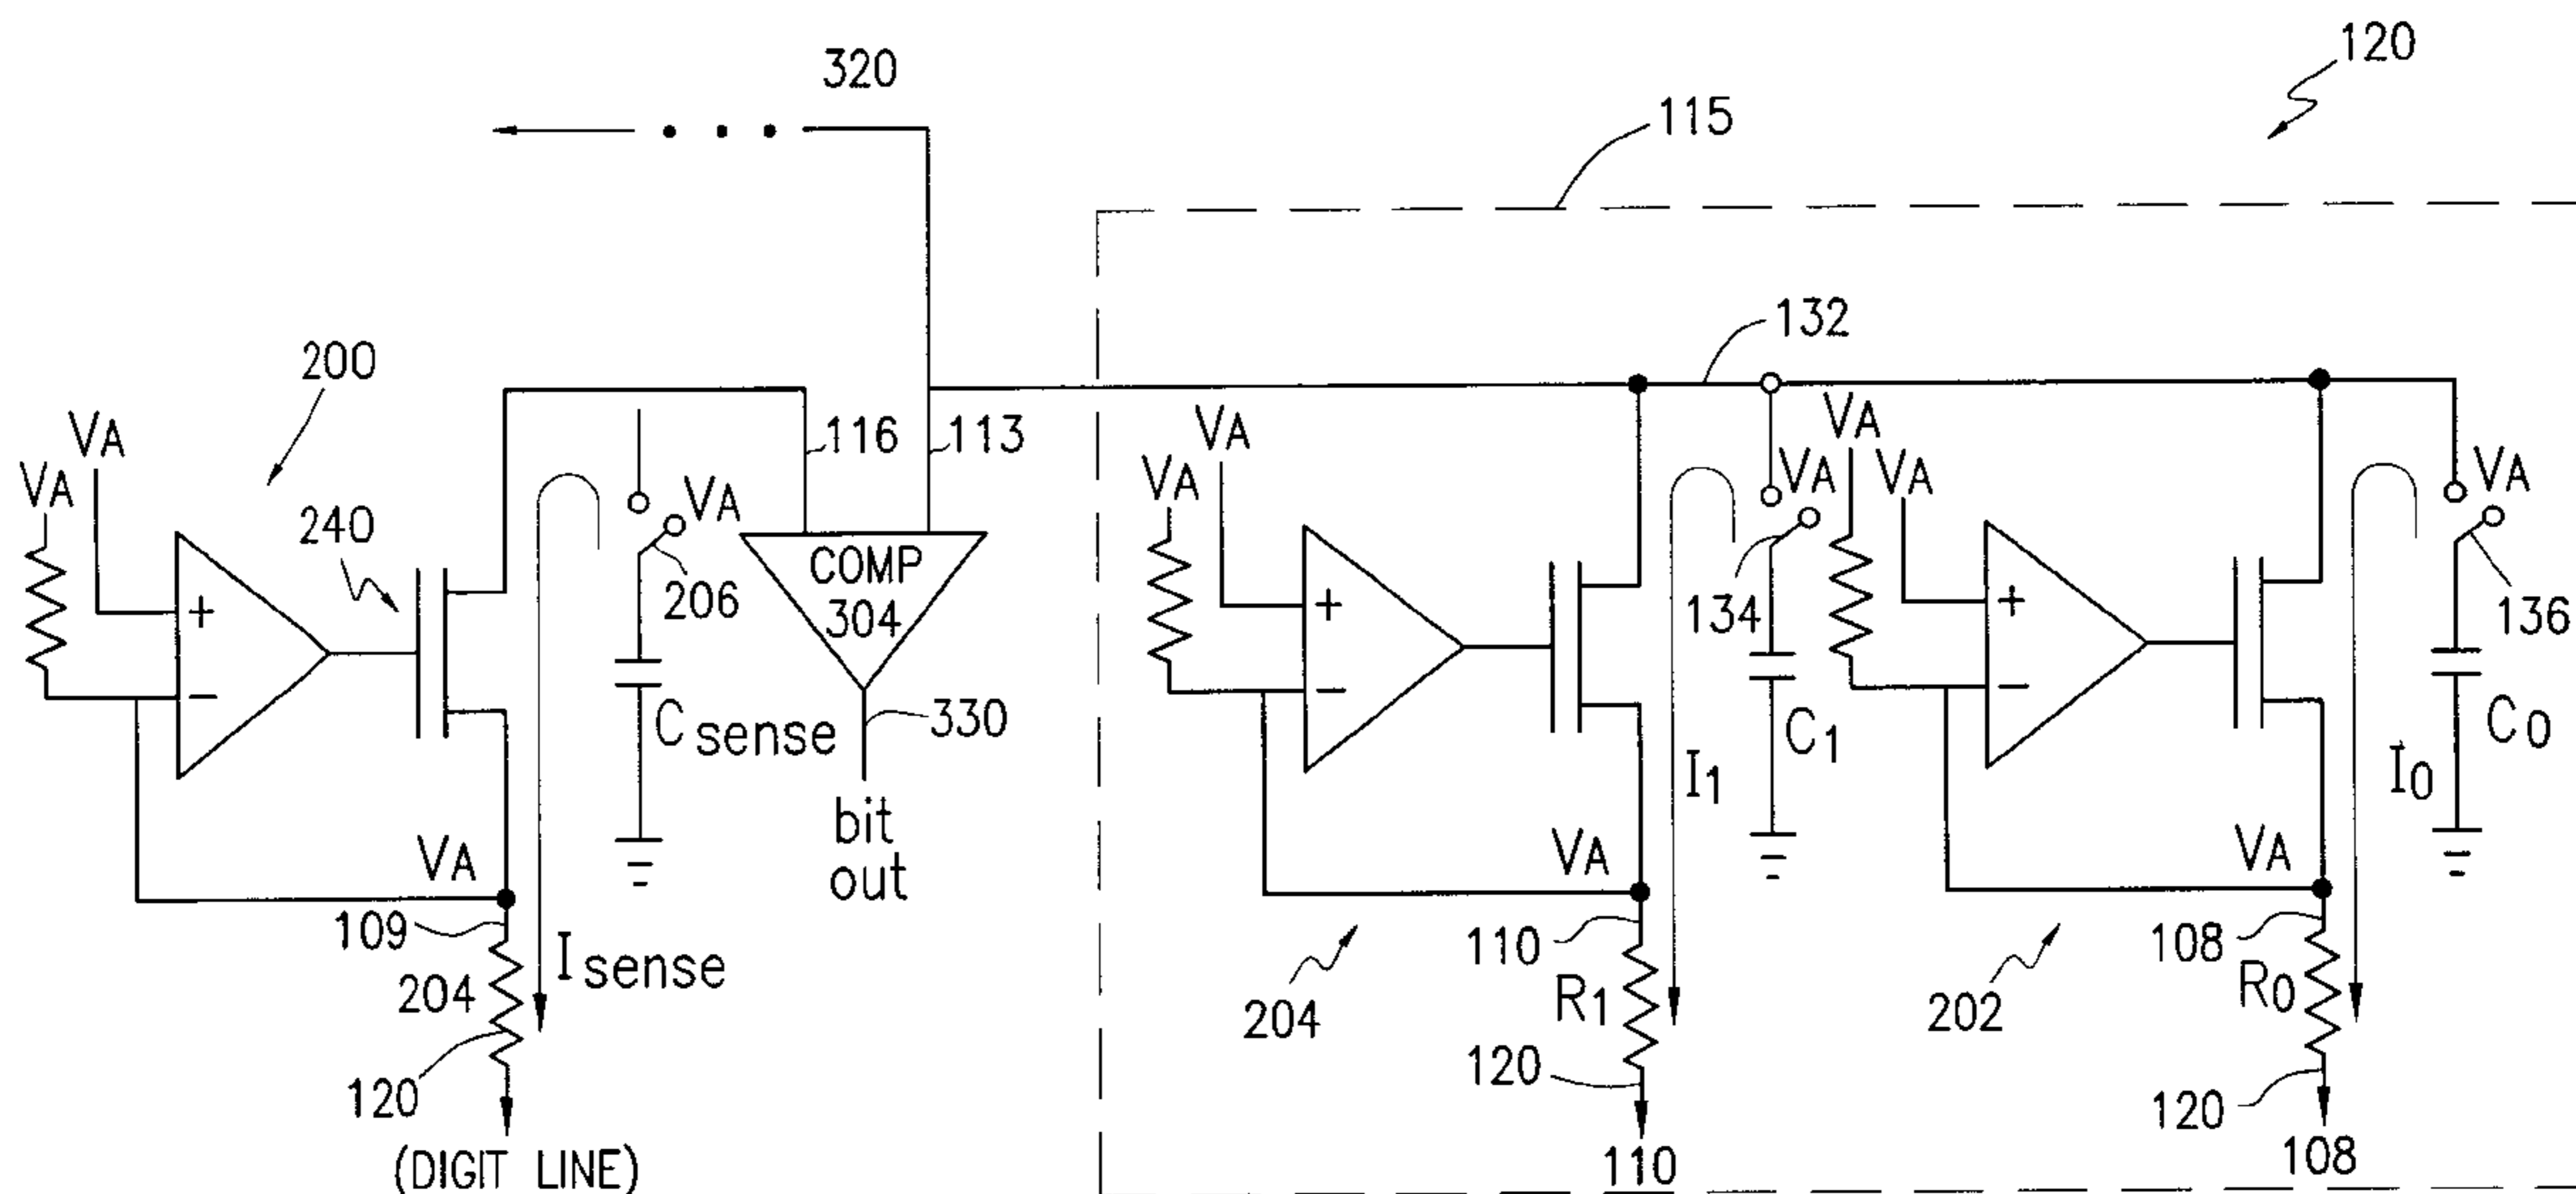 320
120
115
132
200
VA
VA
240
116
113
VA
206
COMP
304
+
−
Csense
330
bit
out
VA
109
204
Isense
120
(DIGIT LINE)
VA
VA
+
−
VA
134
C1
I1
VA
110
204
R1
120
110
VA
VA
+
−
VA
136
C0
I0
VA
108
202
R0
120
108